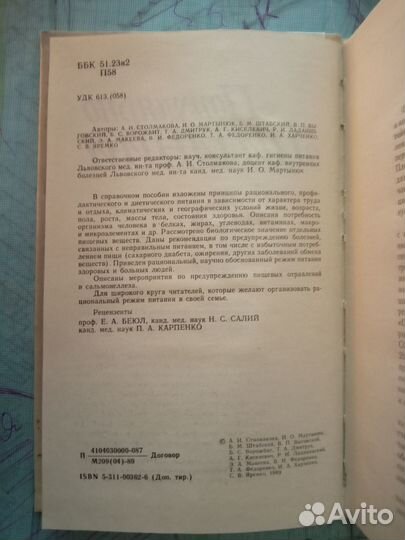 ББК 51.23я2
П58
УДК 613.(058)
Авторы: А. И. СТОЛМАКОВА, И. О. МАРТЫНЮК, Б. М. ШТАБСКИЙ, В. П. ВЫ-
ГОВСКИЙ, Б. С. ВОРОЖБИТ, Т. А. ДМИТРУК, А. Г. КИСЕЛЕВИЧ, Р. И. ЛАДАНИВ-
СКИЙ, Э. А. МАКЕЕВА, В. Н. ФЕДОРЕНКО, Т. А. ФЕДОРЕНКО, И. А. ХАРЧЕНКО,
С. В. ЯРЕМКО
Ответственные редакторы: науч. консультант каф. гигиены питания
Львовского мед. ин-та проф. А. И. Столмакова; доцент каф. внутренних
болезней Львовского мед. ин-та канд. мед. наук И. О. Мартынюк
В справочном пособии изложены принципы рационального, профи-
лактического и диетического питания в зависимости от характера труда
и отдыха, климатических и географических условий жизни, возраста,
пола, роста, массы тела, состояния здоровья. Описана потребность
организма человека в белках, жирах, углеводах, витаминах, макро-
и микроэлементах и др. Рассмотрено биологическое значение отдельных
пищевых веществ. Даны рекомендации по предупреждению болезней,
связанных с неправильным питанием, в том числе с избыточным потребле-
нием пищи (сахарного диабета, ожирения, других заболеваний обмена
веществ). Приведен рациональный, научно обоснованный режим питания
здоровых и больных людей.
Описаны мероприятия по предупреждению пищевых отравлений
и сальмонеллеза.
Для широкого круга читателей, которые желают организовать ра-
циональный режим питания в своей семье.
Рецензенты
проф. Е. А. БЕЮЛ, канд. мед. наук Н. С. САЛИЙ,
канд. мед. наук П. А. КАРПЕНКО
П 4104030000-087 Договор
М209(04)-89
ISBN 5-311-00362-6 (Доп. тир.)
© А. И. Столмакова, И. О. Мартынюк,
Б. М. Штабский, В. П. Выговский,
Б. С. Ворожбит, Т. А. Дмитрук,
А. Г. Киселевич, Р. И. Ладанивский,
Э. А. Макеева, В. Н. Федоренко,
Т. А. Федоренко, И. А. Харченко,
С. В. Яремко, 1989
Avito